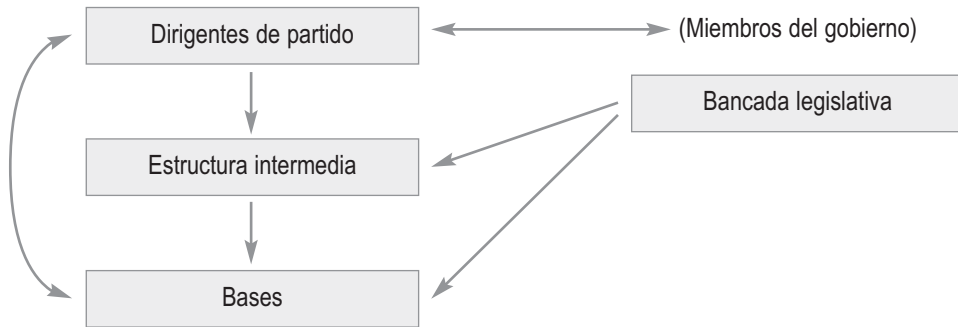 Dirigentes de partido
(Miembros del gobierno)
Bancada legislativa
Estructura intermedia
Bases